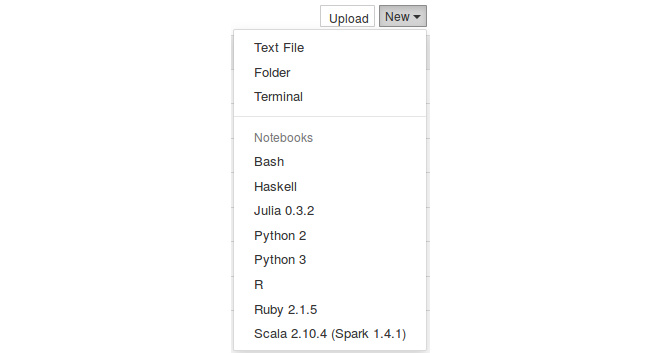 Upload New
Text File
Folder
Terminal
Notebooks
Bash
Haskell
Julia 0.3.2
Python 2
Python 3
R
Ruby 2.1.5
Scala 2.10.4 (Spark 1.4.1)